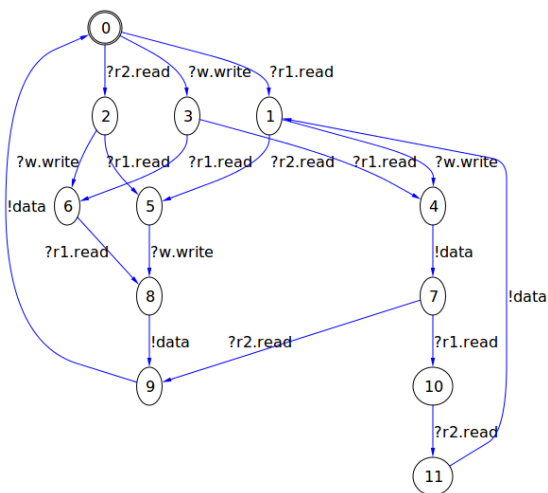 0
?r2.read ?w.write ?r1.read
2 3 1
?w.write ?r1.read ?r1.read ?r2.read ?r1.read ?w.write
!data 6 5 4
?r1.read ?w.write !data
8 7 !data
!data ?r2.read ?r1.read
9 10
?r2.read
11